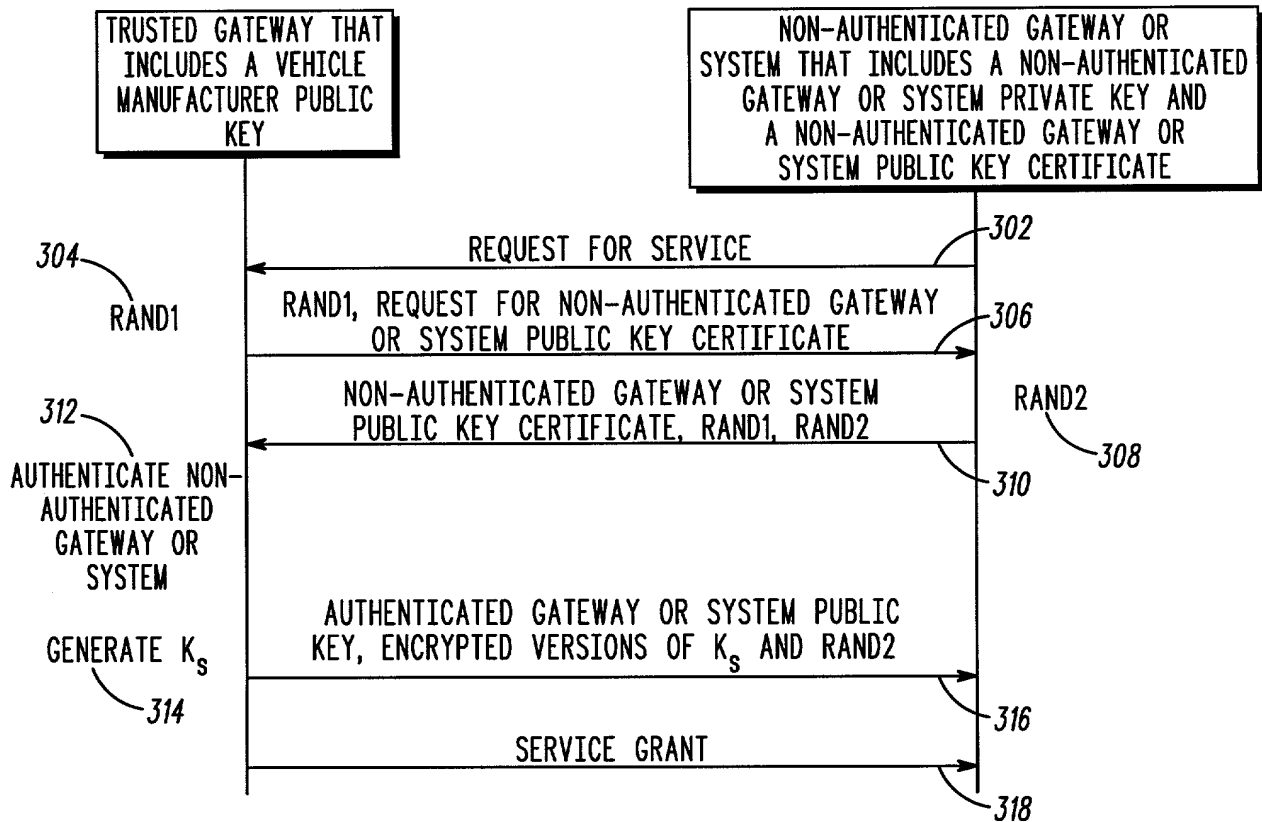 TRUSTED GATEWAY THAT
INCLUDES A VEHICLE
MANUFACTURER PUBLIC
KEY
NON-AUTHENTICATED GATEWAY OR
SYSTEM THAT INCLUDES A NON-AUTHENTICATED
GATEWAY OR SYSTEM PRIVATE KEY AND
A NON-AUTHENTICATED GATEWAY OR
SYSTEM PUBLIC KEY CERTIFICATE
REQUEST FOR SERVICE
302
304
RAND1
RAND1, REQUEST FOR NON-AUTHENTICATED GATEWAY
OR SYSTEM PUBLIC KEY CERTIFICATE
306
NON-AUTHENTICATED GATEWAY OR SYSTEM
PUBLIC KEY CERTIFICATE, RAND1, RAND2
RAND2
308
310
312
AUTHENTICATE NON-
AUTHENTICATED
GATEWAY OR
SYSTEM
AUTHENTICATED GATEWAY OR SYSTEM PUBLIC
KEY, ENCRYPTED VERSIONS OF Ks AND RAND2
GENERATE Ks
314
316
SERVICE GRANT
318